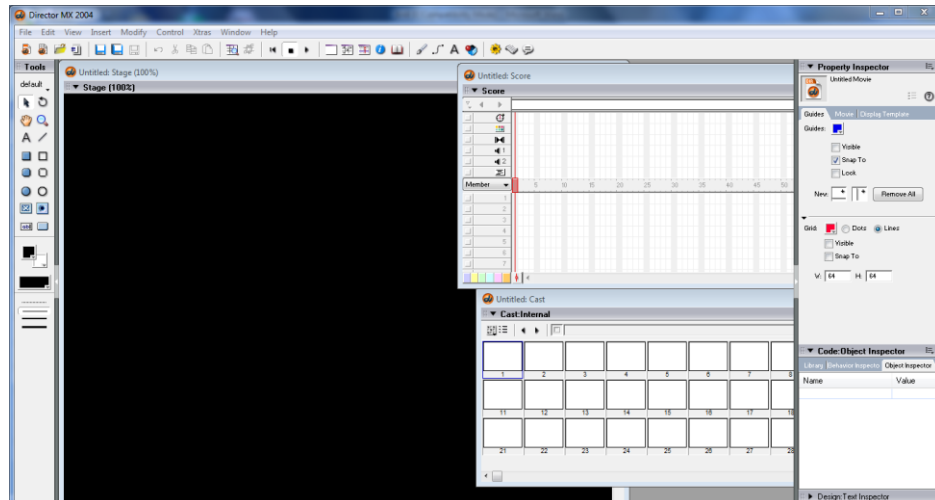 Director MX 2004
File Edit View Insert Modify Control Xtras Window Help
Tools
default
A
Untitled: Stage (100%)
Stage (100%)
Untitled: Score
Score
1
2
Member 5 10 15 20 25 30 35 40 45 50
1
2
3
4
5
6
7
Untitled: Cast
Cast:Internal
1 2 3 4 5 6 7 8
11 12 13 14 15 16 17 18
21 22 23 24 25 26 27 28
Property Inspector
Untitled Movie
Guides Movie Display Template
Guides:
Visible
Snap To
Lock
New: Remove All
Grid: Dots Lines
Visible
Snap To
V: 64 H: 64
Code:Object Inspector
Library Behavior Inspecto Object Inspector
Name Value
Design:Text Inspector